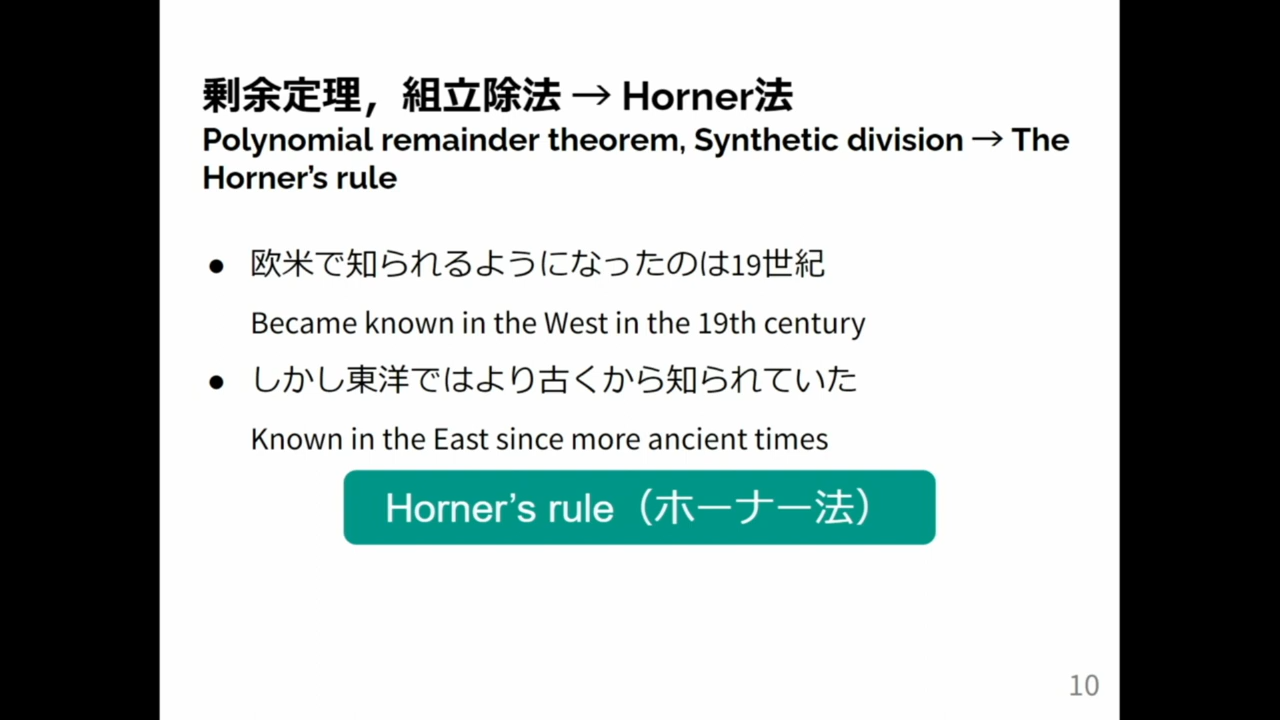 剰余定理，組立除法 → Horner法
Polynomial remainder theorem, Synthetic division → The
Horner’s rule
● 欧米で知られるようになったのは19世紀
Became known in the West in the 19th century
● しかし東洋ではより古くから知られていた
Known in the East since more ancient times
Horner’s rule（ホーナー法）
10